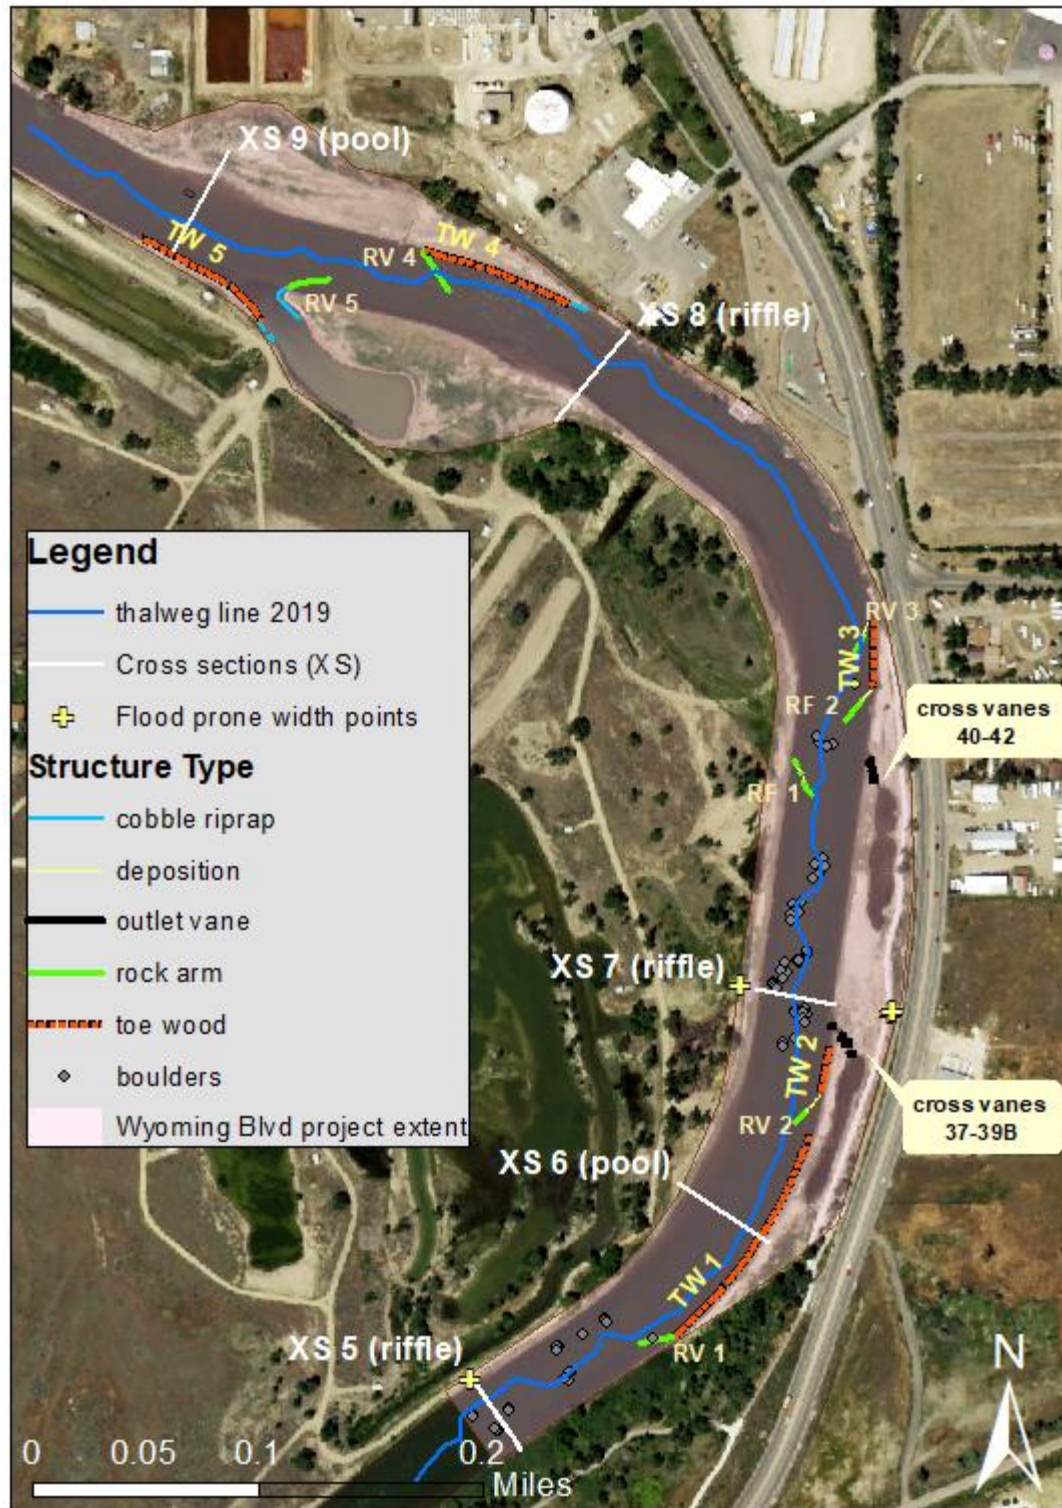 XS 9 (pool)
TW 5
RV 4
TW 4
RV 5
XS 8 (riffle)
Legend
thalweg line 2019
Cross sections (XS)
Flood prone width points
Structure Type
cobble riprap
deposition
outlet vane
rock arm
toe wood
boulders
Wyoming Blvd project extent
RV 3
TW 3
RF 2
cross vanes
40-42
RF 1
XS 7 (riffle)
TW 2
RV 2
cross vanes
37-39B
XS 6 (pool)
TW 1
RV 1
XS 5 (riffle)
N
0 0.05 0.1 0.2
Miles